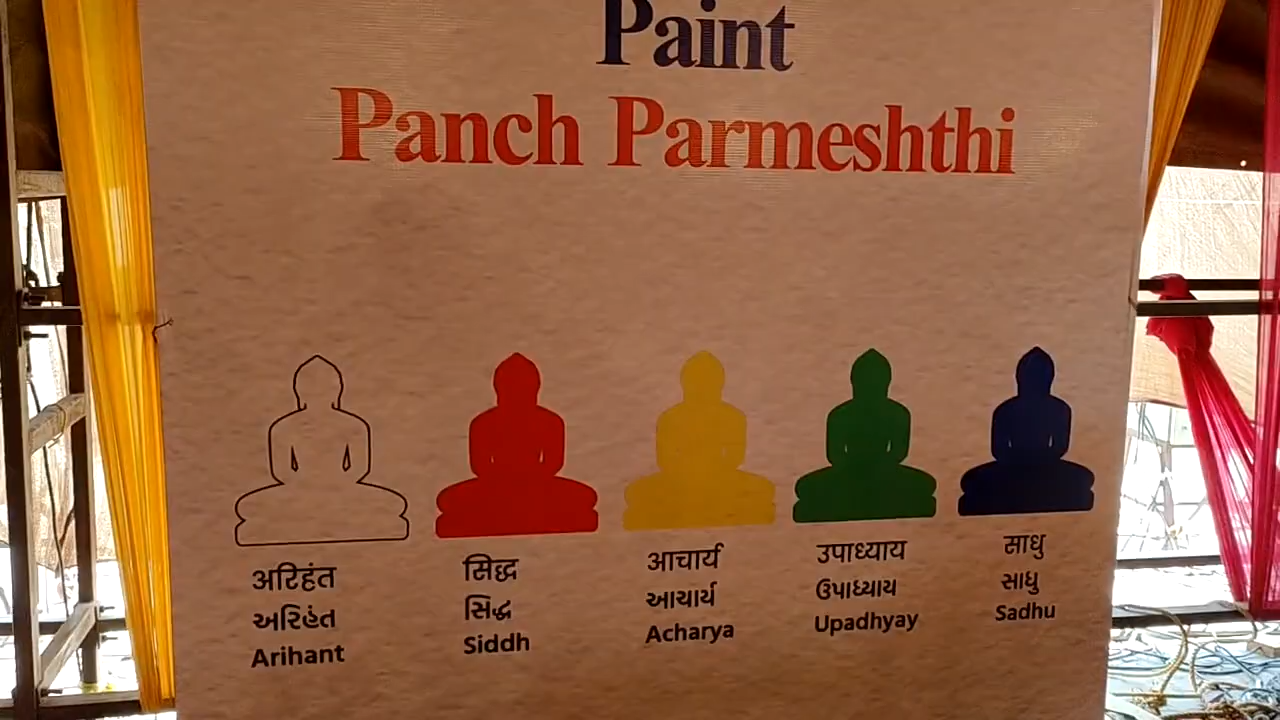 Paint
Panch Parmeshthi
अरिहंत
અરિહંત
Arihant
सिद्ध
સિદ્ધ
Siddh
आचार्य
આચાર્ય
Acharya
उपाध्याय
ઉપાધ્યાય
Upadhyay
साधु
સાધુ
Sadhu